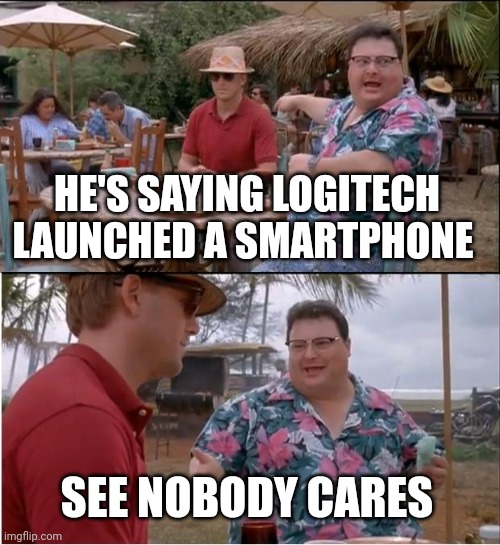 HE'S SAYING LOGITECH
LAUNCHED A SMARTPHONE
SEE NOBODY CARES
imgflip.com